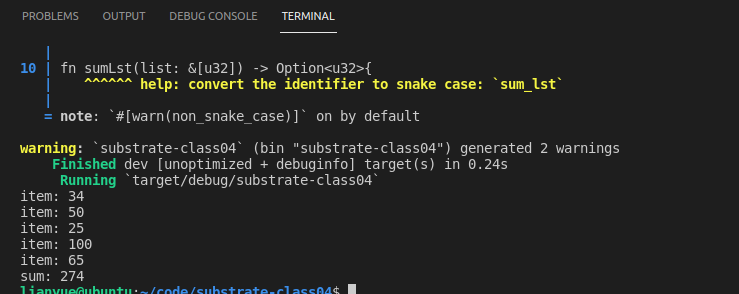 PROBLEMS OUTPUT DEBUG CONSOLE TERMINAL
|
10 | fn sumLst(list: &[u32]) -> Option<u32>{
| ^^^^^^ help: convert the identifier to snake case: `sum_lst`
|
= note: `#[warn(non_snake_case)]` on by default
warning: `substrate-class04` (bin "substrate-class04") generated 2 warnings
Finished dev [unoptimized + debuginfo] target(s) in 0.24s
Running `target/debug/substrate-class04`
item: 34
item: 50
item: 25
item: 100
item: 65
sum: 274
lianyue@ubuntu:~/code/substrate-class04$